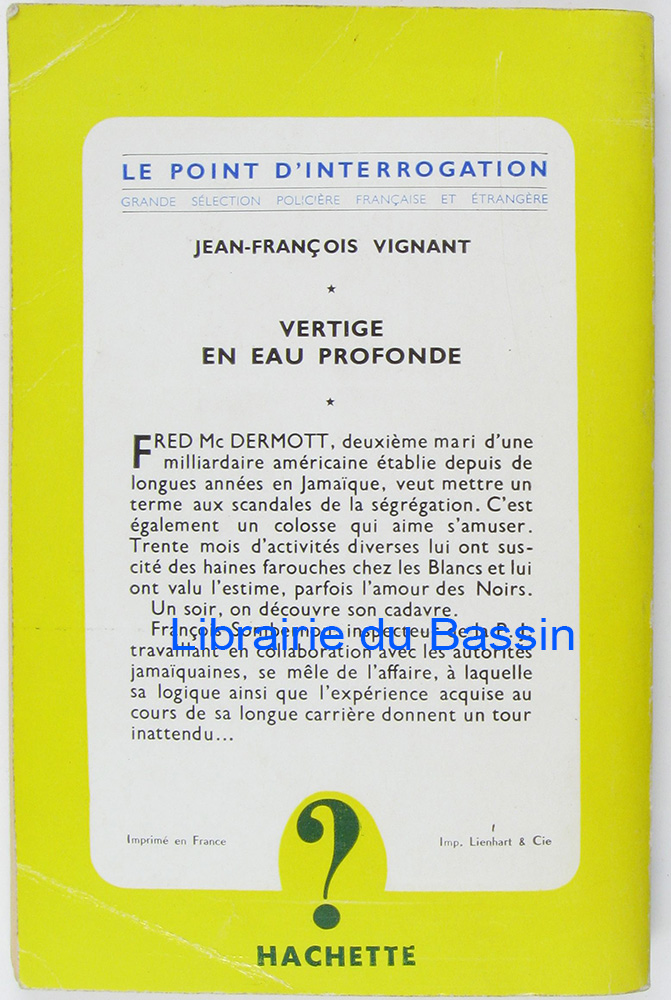 LE POINT D'INTERROGATION
GRANDE SÉLECTION POLICIÈRE FRANÇAISE ET ÉTRANGÈRE
JEAN-FRANÇOIS VIGNANT
★
VERTIGE
EN EAU PROFONDE
★
FRED Mc DERMOTT, deuxième mari d'une
milliardaire américaine établie depuis de
longues années en Jamaïque, veut mettre un
terme aux scandales de la ségrégation. C'est
également un colosse qui aime s'amuser.
Trente mois d'activités diverses lui ont sus-
cité des haines farouches chez les Blancs et lui
ont valu l'estime, parfois l'amour des Noirs.
Un soir, on découvre son cadavre.
François Sombernon, inspecteur de la P. J.
Librairie du Bassin
travaillant en collaboration avec les autorités
jamaïquaines, se mêle de l'affaire, à laquelle
sa logique ainsi que l'expérience acquise au
cours de sa longue carrière donnent un tour
inattendu...
Imprimé en France
Imp. Lienhart & Cie
?
HACHETTE